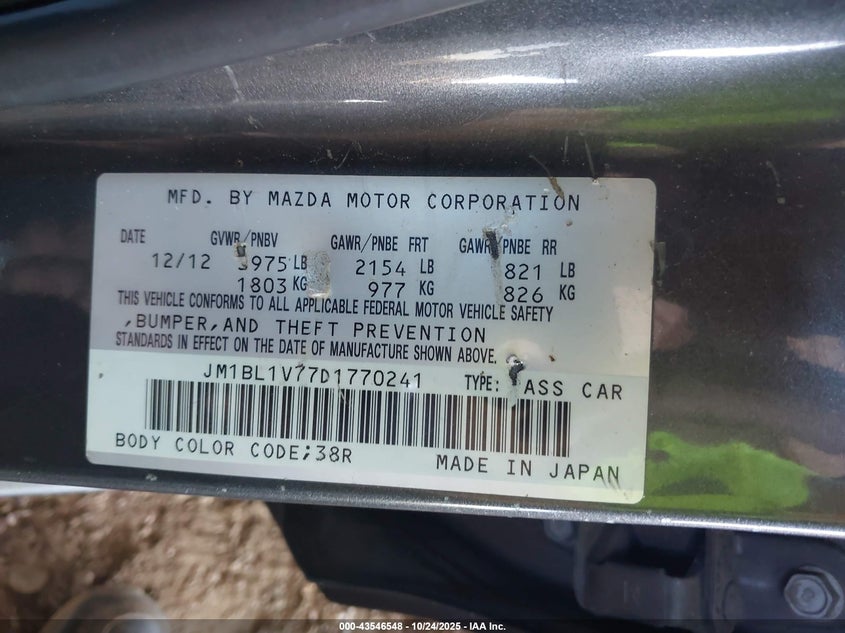 MFD. BY MAZDA MOTOR CORPORATION
DATE GVWR/PNBV GAWR/PNBE FRT GAWR/PNBE RR
12/12 3975 LB 2154 LB 821 LB
1803 KG 977 KG 826 KG
THIS VEHICLE CONFORMS TO ALL APPLICABLE FEDERAL MOTOR VEHICLE SAFETY
,BUMPER,AND THEFT PREVENTION
STANDARDS IN EFFECT ON THE DATE OF MANUFACTURE SHOWN ABOVE.
JM1BL1V77D1770241 TYPE: ASS CAR
BODY COLOR CODE;38R MADE IN JAPAN
000-43546548 - 10/24/2025 - IAA Inc.